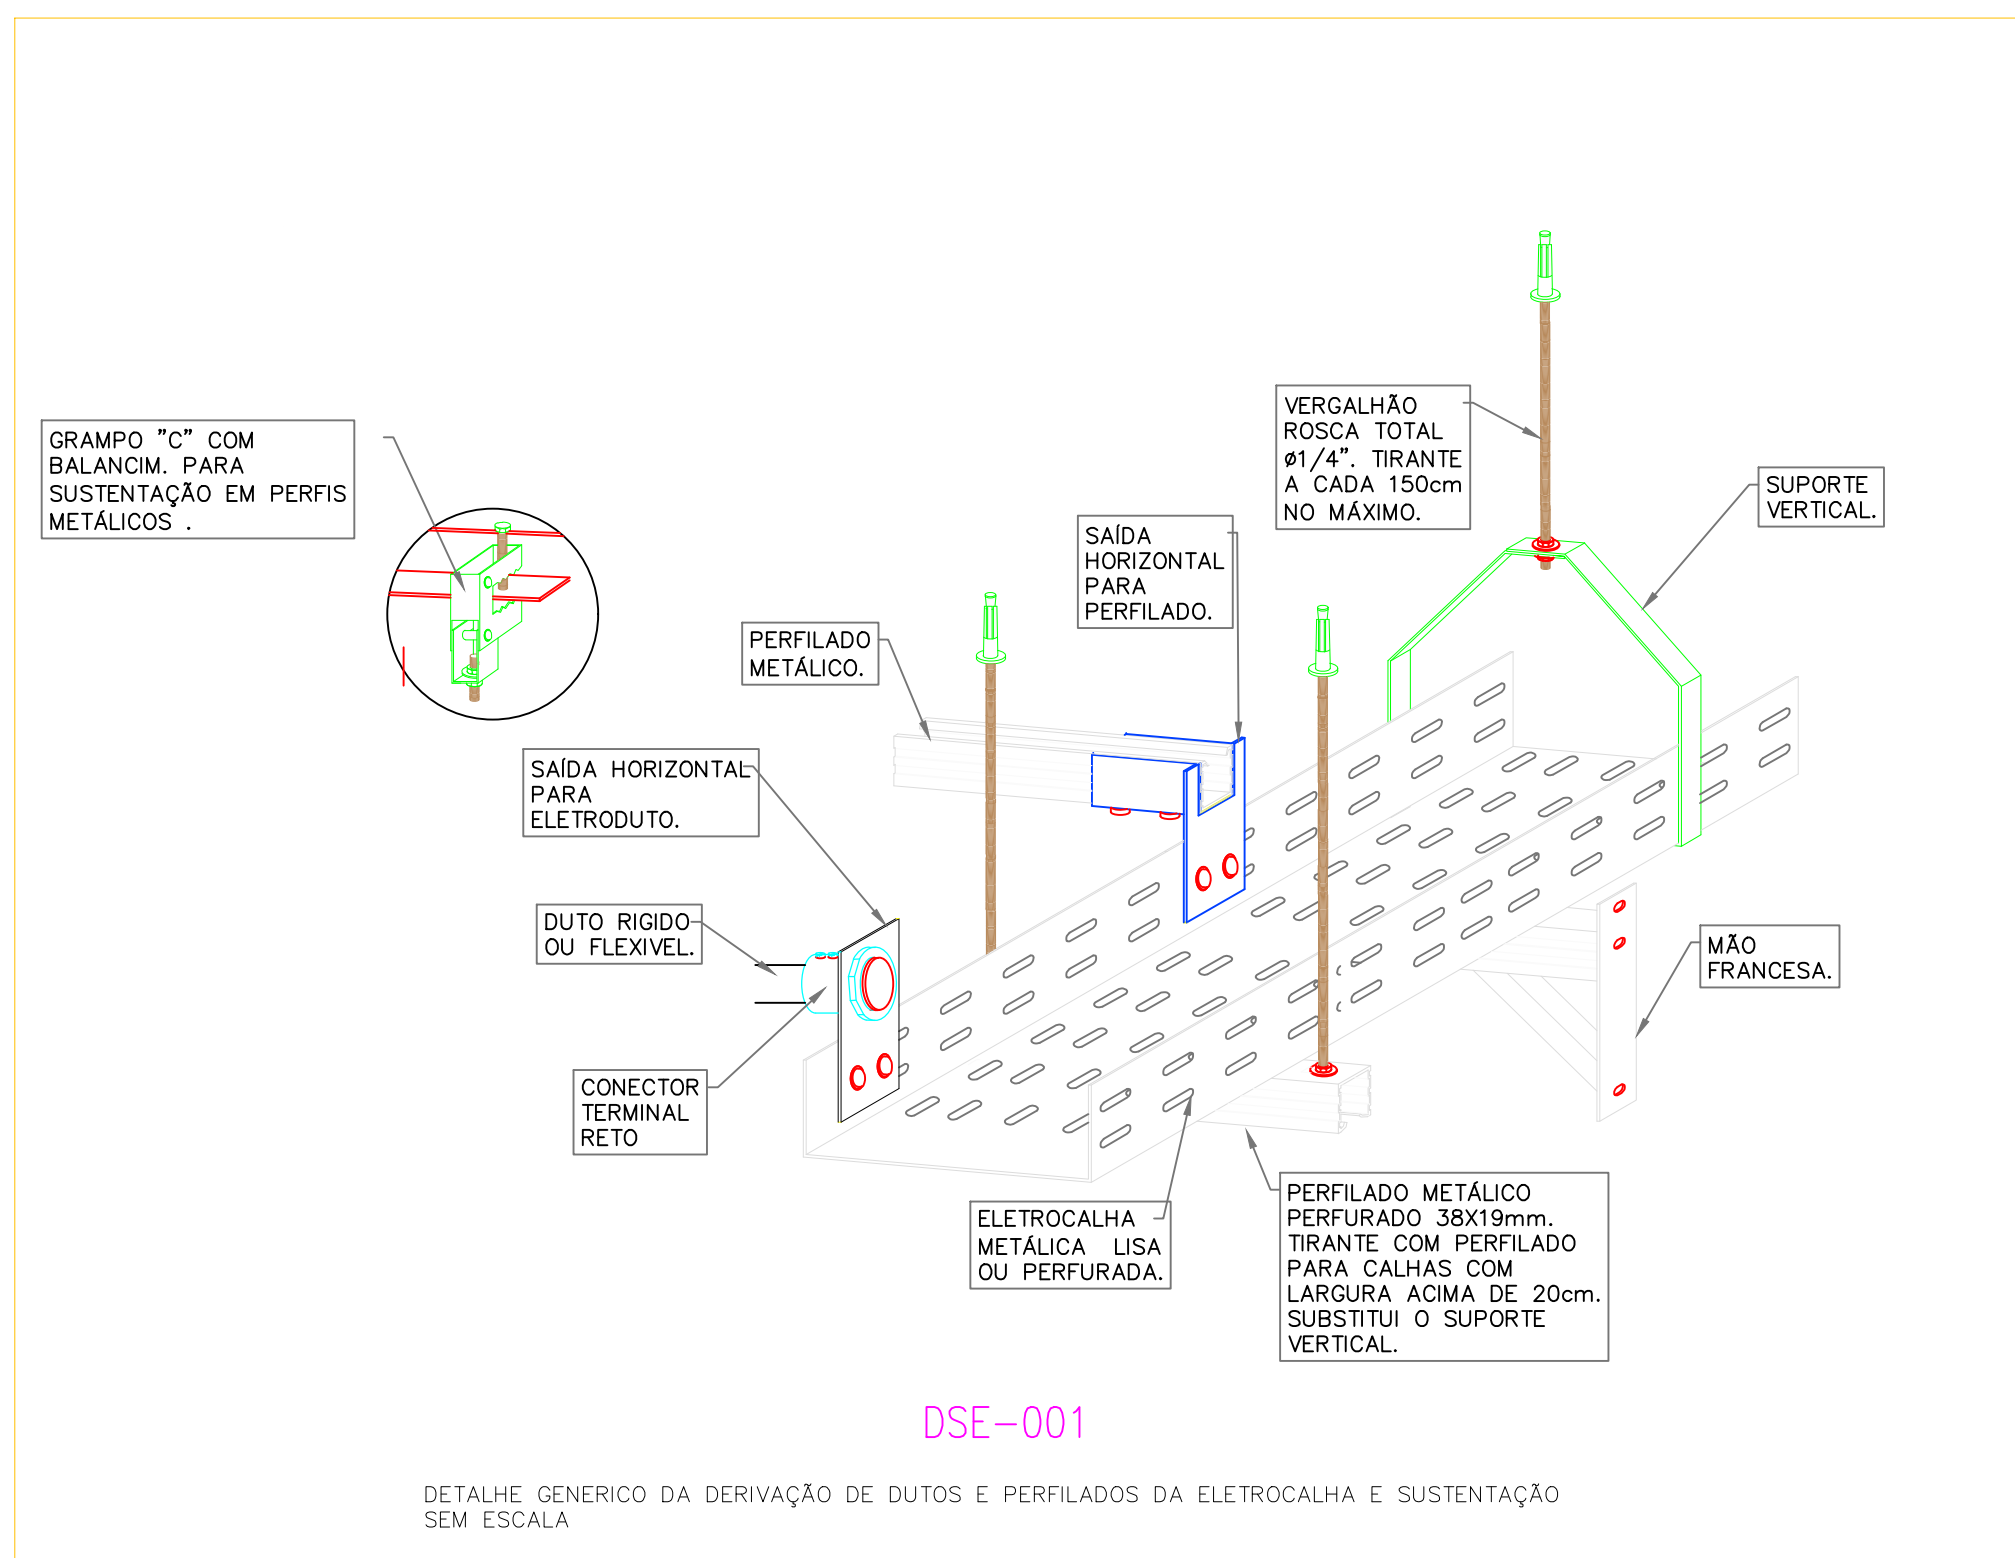 VERGALHÃO
ROSCA TOTAL
ø1/4". TIRANTE
A CADA 150cm
NO MÁXIMO.
GRAMPO "C" COM
BALANCIM. PARA
SUSTENTAÇÃO EM PERFIS
METÁLICOS .
SUPORTE
VERTICAL.
SAÍDA
HORIZONTAL
PARA
PERFILADO.
PERFILADO
METÁLICO.
SAÍDA HORIZONTAL
PARA
ELETRODUTO.
DUTO RIGIDO
OU FLEXIVEL.
MÃO
FRANCESA.
CONECTOR
TERMINAL
RETO
ELETROCALHA
METÁLICA LISA
OU PERFURADA.
PERFILADO METÁLICO
PERFURADO 38X19mm.
TIRANTE COM PERFILADO
PARA CALHAS COM
LARGURA ACIMA DE 20cm.
SUBSTITUI O SUPORTE
VERTICAL.
DSE-001
DETALHE GENERICO DA DERIVAÇÃO DE DUTOS E PERFILADOS DA ELETROCALHA E SUSTENTAÇÃO
SEM ESCALA